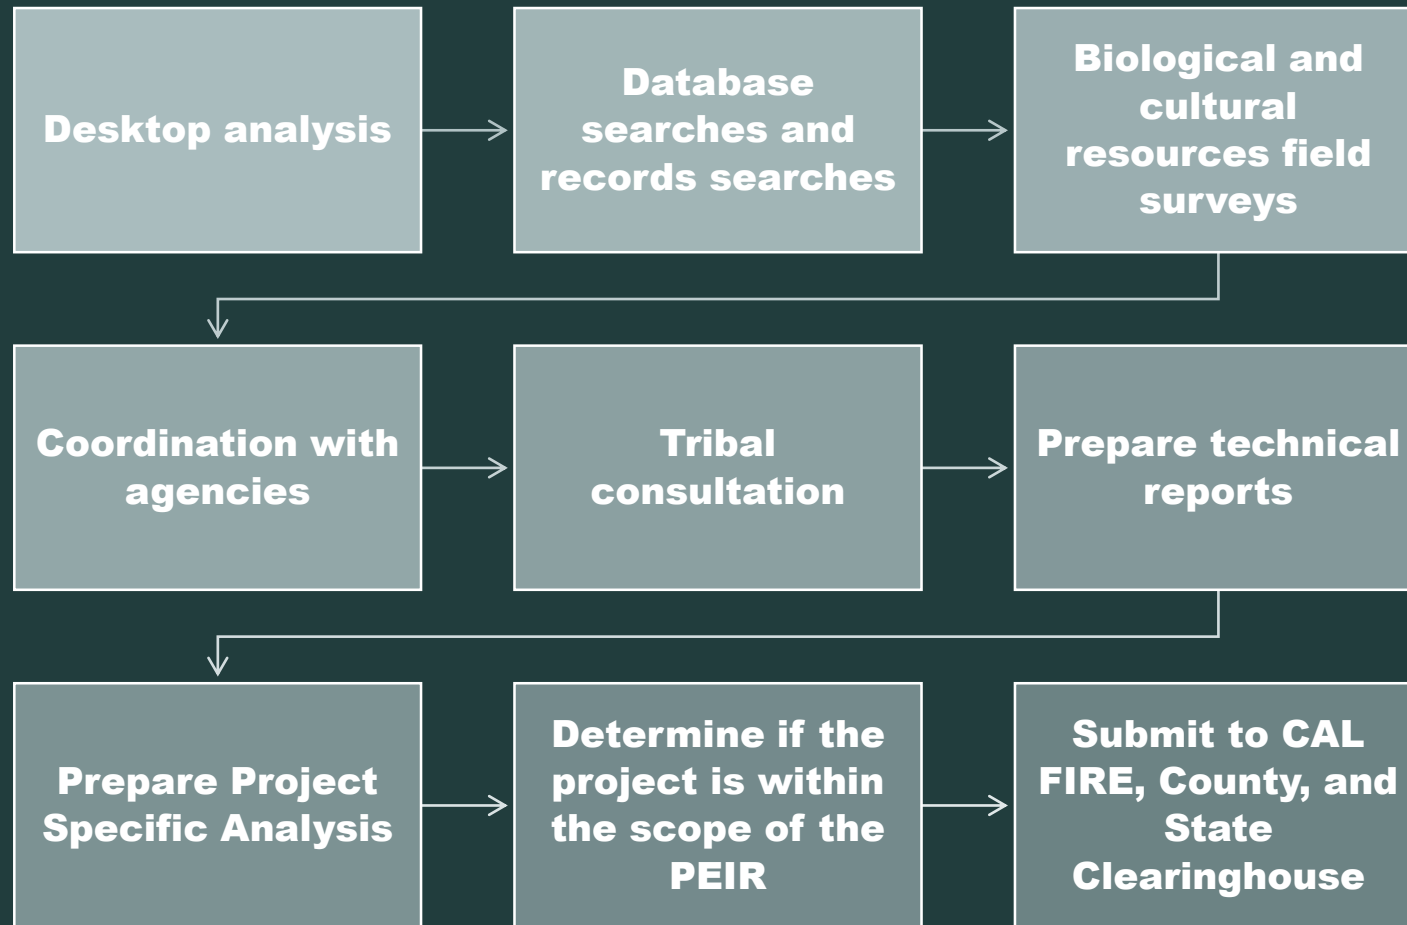 Desktop analysis
Database
searches and
records searches
Biological and
cultural
resources field
surveys
Coordination with
agencies
Tribal
consultation
Prepare technical
reports
Prepare Project
Specific Analysis
Determine if the
project is within
the scope of the
PEIR
Submit to CAL
FIRE, County, and
State
Clearinghouse